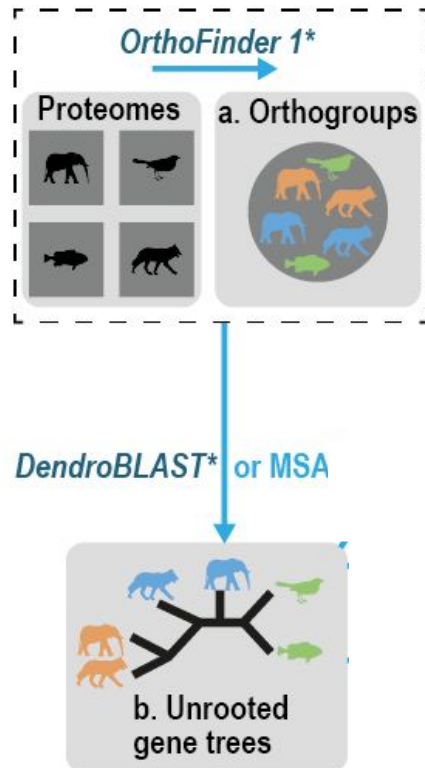 OrthoFinder 1*
Proteomes
a. Orthogroups
DendroBLAST* or MSA
b. Unrooted
gene trees